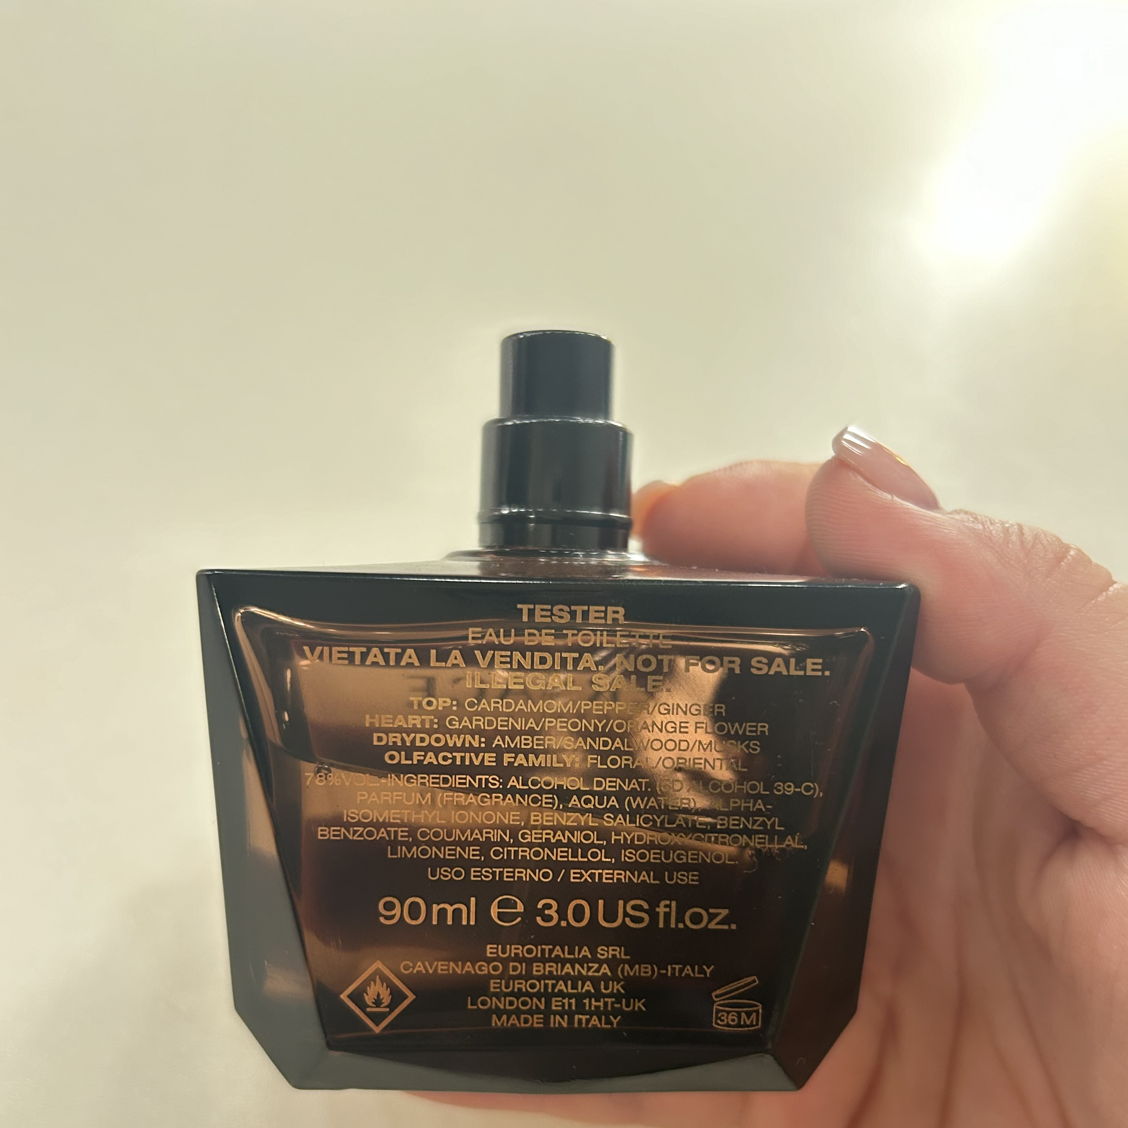 TESTER
EAU DE TOILETTE
VIETATA LA VENDITA. NOT FOR SALE.
ILLEGAL SALE.
TOP: CARDAMOM/PEPPER/GINGER
HEART: GARDENIA/PEONY/ORANGE FLOWER
DRYDOWN: AMBER/SANDALWOOD/MUSKS
OLFACTIVE FAMILY: FLORAL/ORIENTAL
78%VOL-INGREDIENTS: ALCOHOL DENAT. (SD ALCOHOL 39-C),
PARFUM (FRAGRANCE), AQUA (WATER), ALPHA-
ISOMETHYL IONONE, BENZYL SALICYLATE, BENZYL
BENZOATE, COUMARIN, GERANIOL, HYDROXYCITRONELLAL,
LIMONENE, CITRONELLOL, ISOEUGENOL.
USO ESTERNO / EXTERNAL USE
90ml e 3.0 US fl.oz.
EUROITALIA SRL
CAVENAGO DI BRIANZA (MB)-ITALY
EUROITALIA UK
LONDON E11 1HT-UK
MADE IN ITALY
36M